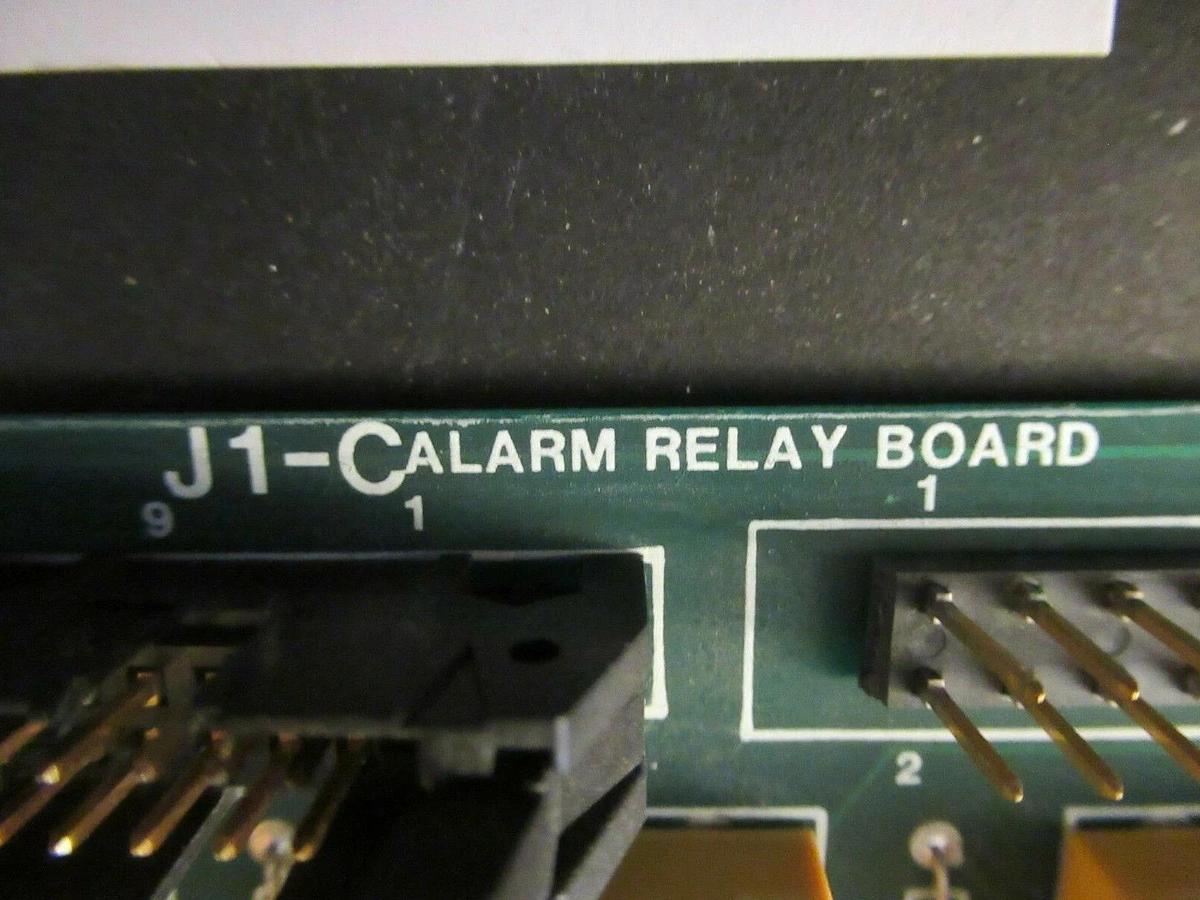 J1-C ALARM RELAY BOARD
9 1 1
2